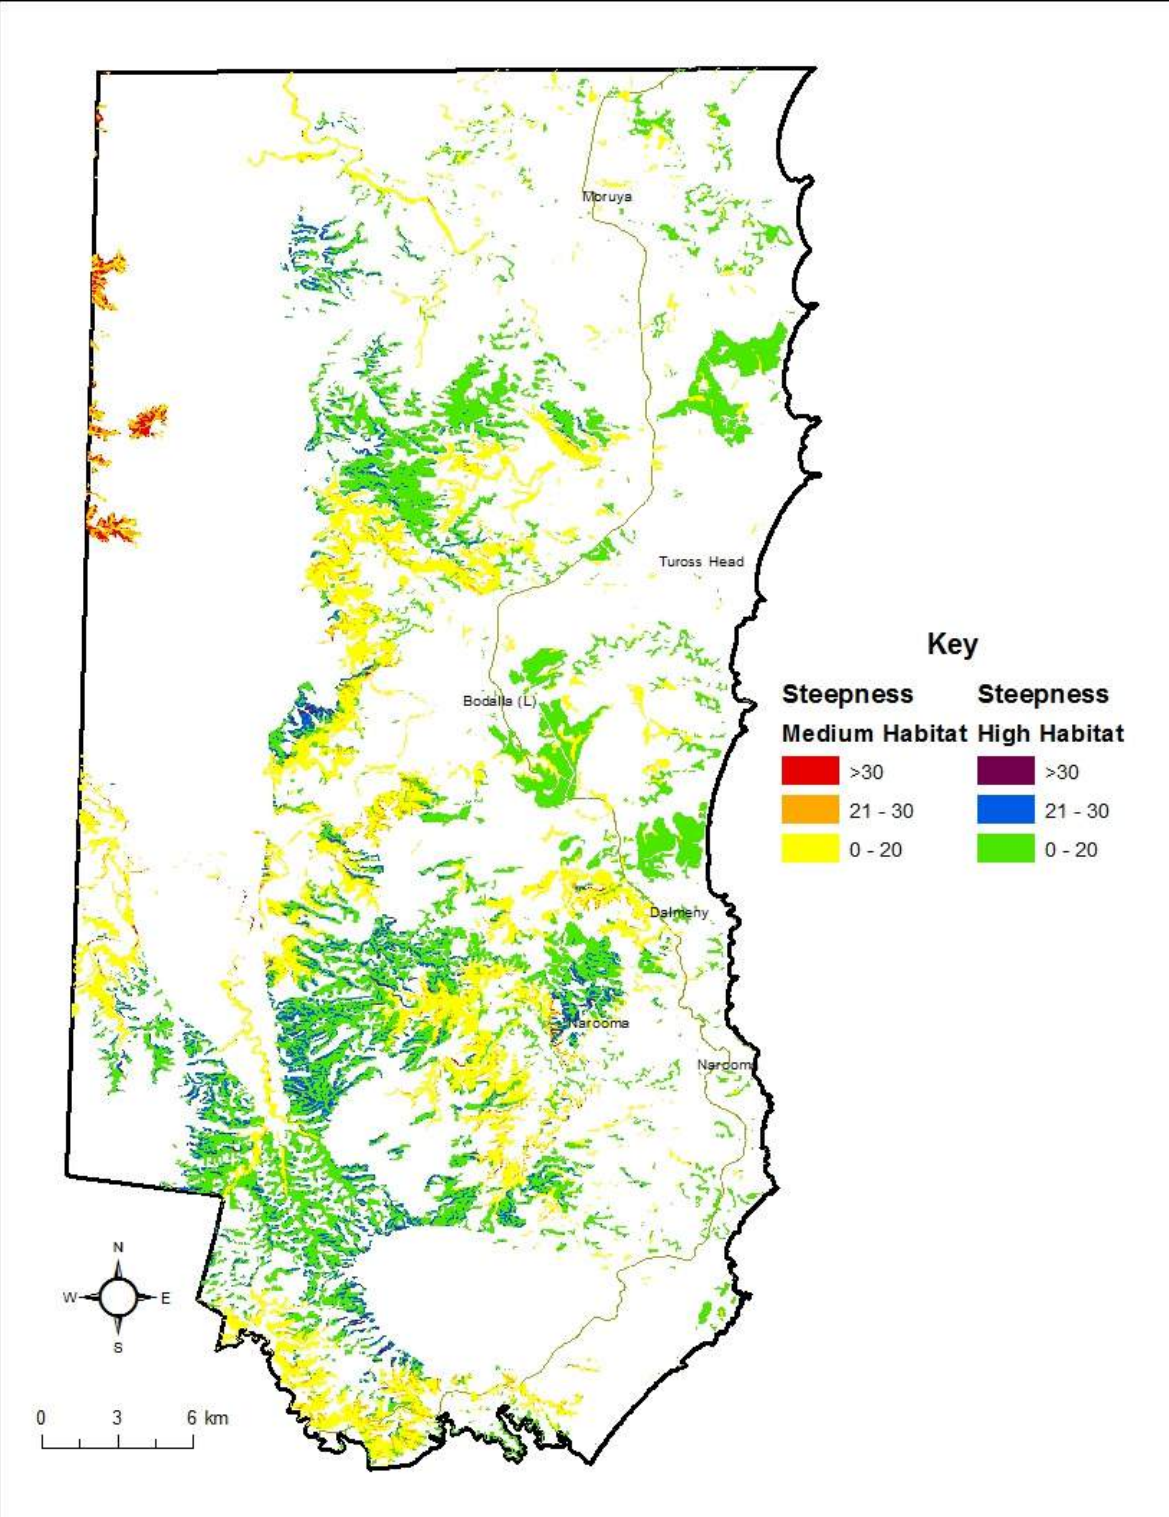 Moruya
Tuross Head
Key
Steepness Steepness
Medium Habitat High Habitat
>30 >30
21 - 30 21 - 30
0 - 20 0 - 20
Bodalla (L)
Dalmeny
Narooma
Narooma
N
W E
S
0 3 6 km